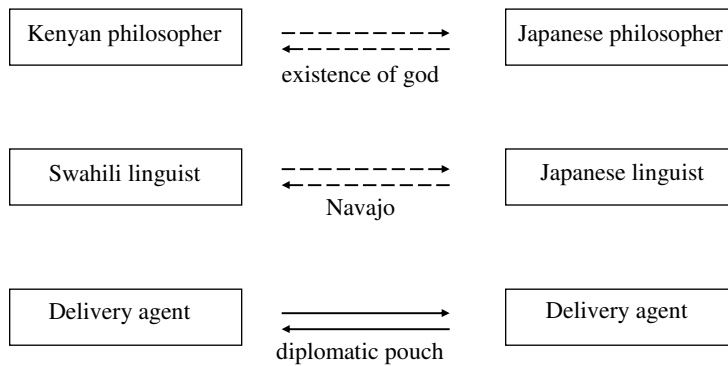 Kenyan philosopher
Japanese philosopher
existence of god
Swahili linguist
Japanese linguist
Navajo
Delivery agent
Delivery agent
diplomatic pouch